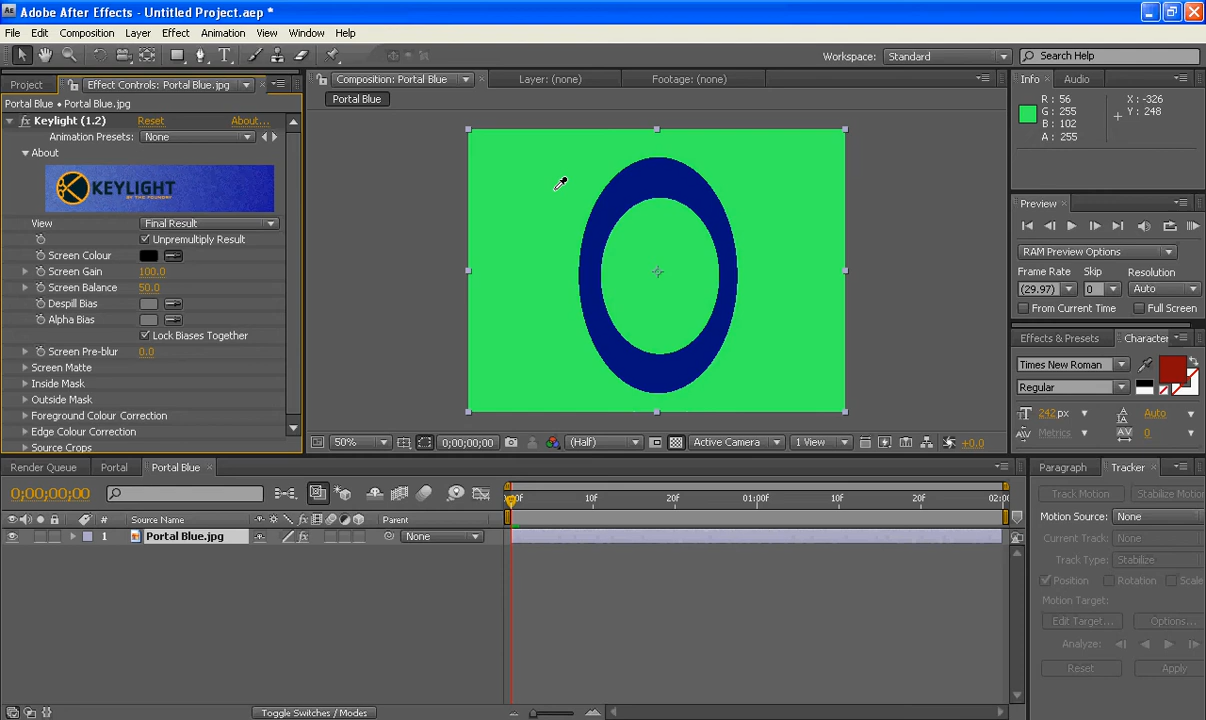 Adobe After Effects - Untitled Project.aep *
File Edit Composition Layer Effect Animation View Window Help
Workspace: Standard Search Help
Project Effect Controls: Portal Blue.jpg
Portal Blue • Portal Blue.jpg
Keylight (1.2) Reset About...
Animation Presets: None
About
KEYLIGHT
BY THE FOUNDRY
View Final Result
Unpremultiply Result
Screen Colour
Screen Gain 100.0
Screen Balance 50.0
Despill Bias
Alpha Bias
Lock Biases Together
Screen Pre-blur 0.0
Screen Matte
Inside Mask
Outside Mask
Foreground Colour Correction
Edge Colour Correction
Source Crops
Composition: Portal Blue Layer: (none) Footage: (none)
Portal Blue
50% 0;00;00;00 (Half) Active Camera 1 View +0.0
Info Audio
R: 56 X: -326
G: 255 Y: 248
B: 102
A: 255
Preview
RAM Preview Options
Frame Rate Skip Resolution
(29.97) 0 Auto
From Current Time Full Screen
Effects & Presets Character
Times New Roman
Regular
242 px Auto
Metrics 0
Render Queue Portal Portal Blue
0;00;00;00
# Source Name Parent
1 Portal Blue.jpg None
10f 20f 01:00f 10f 20f 02:0
Toggle Switches / Modes
Paragraph Tracker
Track Motion Stabilize Motion
Motion Source: None
Current Track: None
Track Type: Stabilize
Position Rotation Scale
Motion Target:
Edit Target... Options...
Analyze:
Reset Apply